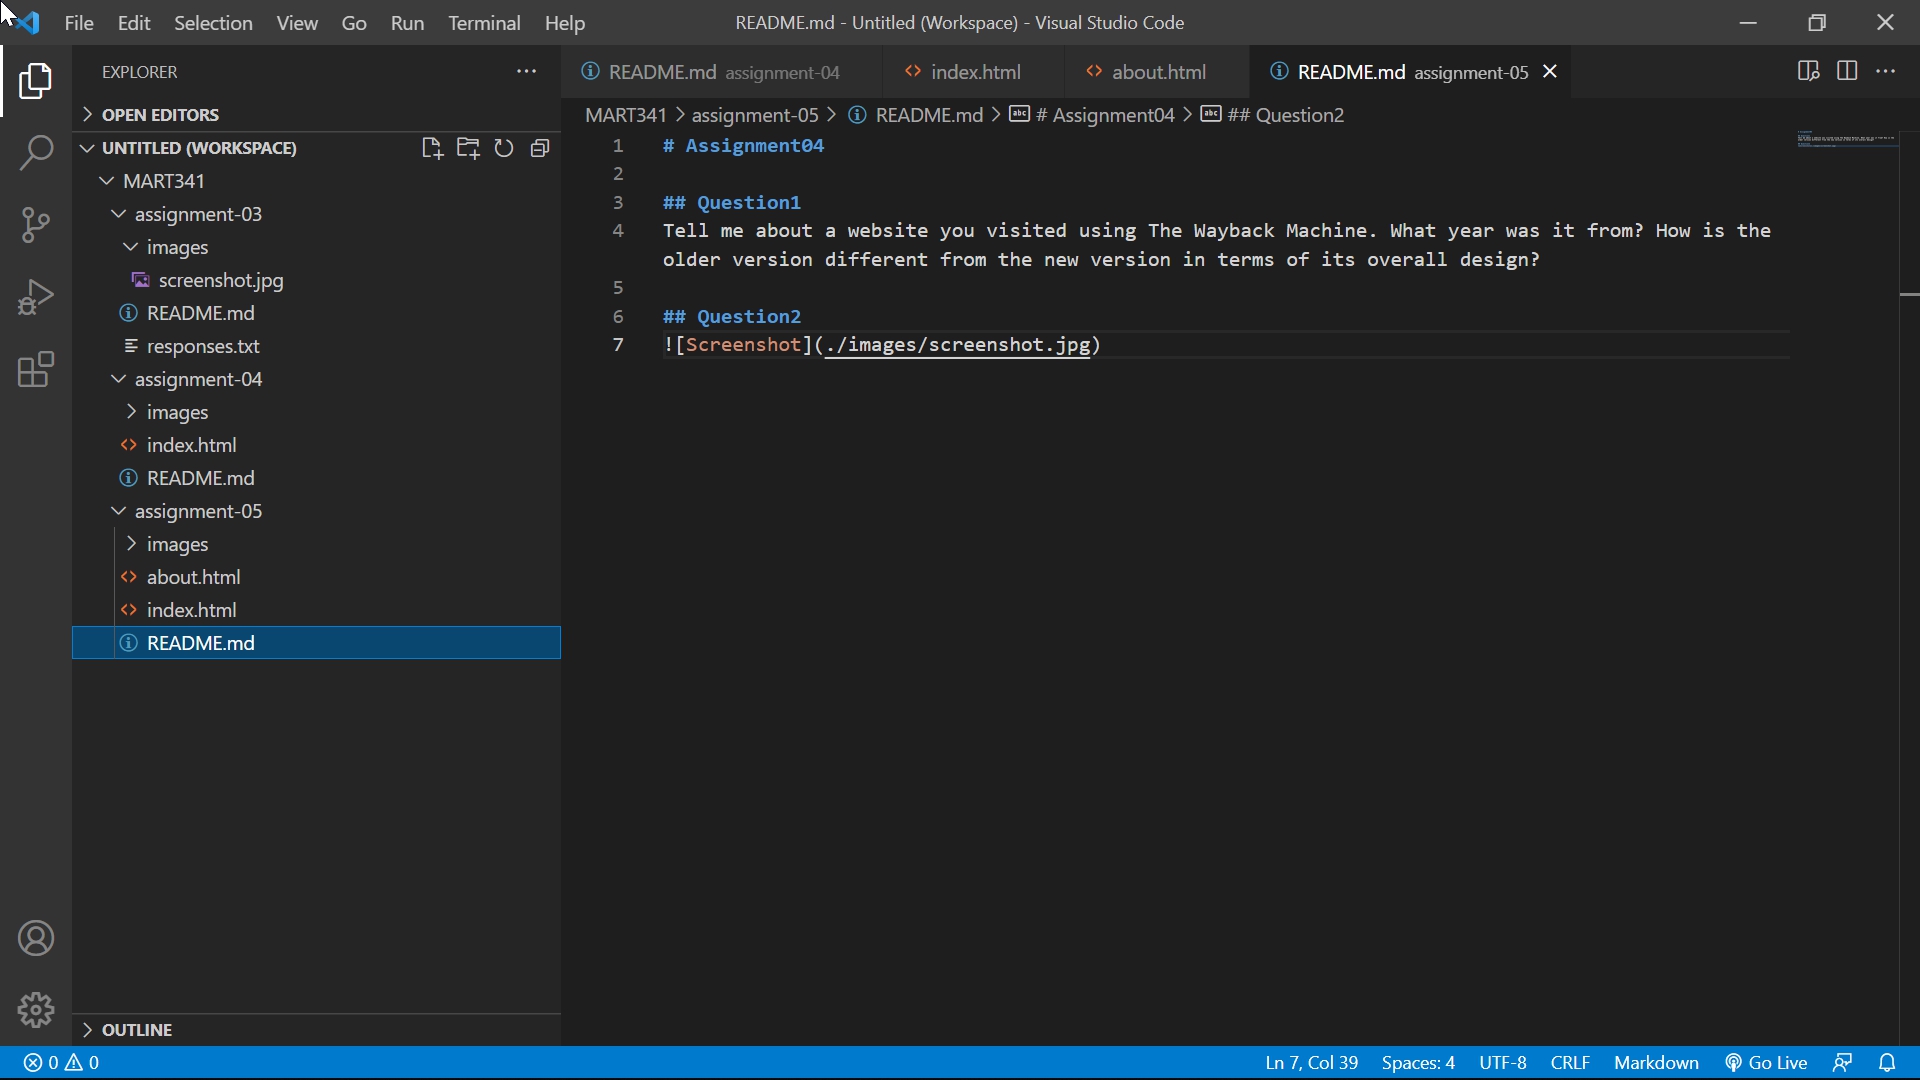 File Edit Selection View Go Run Terminal Help README.md - Untitled (Workspace) - Visual Studio Code
EXPLORER
README.md assignment-04 index.html about.html README.md assignment-05
OPEN EDITORS
MART341 > assignment-05 > README.md > # Assignment04 > ## Question2
UNTITLED (WORKSPACE)
MART341
assignment-03
images
screenshot.jpg
README.md
responses.txt
assignment-04
images
index.html
README.md
assignment-05
images
about.html
index.html
README.md
OUTLINE
1 # Assignment04
2
3 ## Question1
4 Tell me about a website you visited using The Wayback Machine. What year was it from? How is the
older version different from the new version in terms of its overall design?
5
6 ## Question2
7 ![Screenshot](./images/screenshot.jpg)
0 0 Ln 7, Col 39 Spaces: 4 UTF-8 CRLF Markdown Go Live